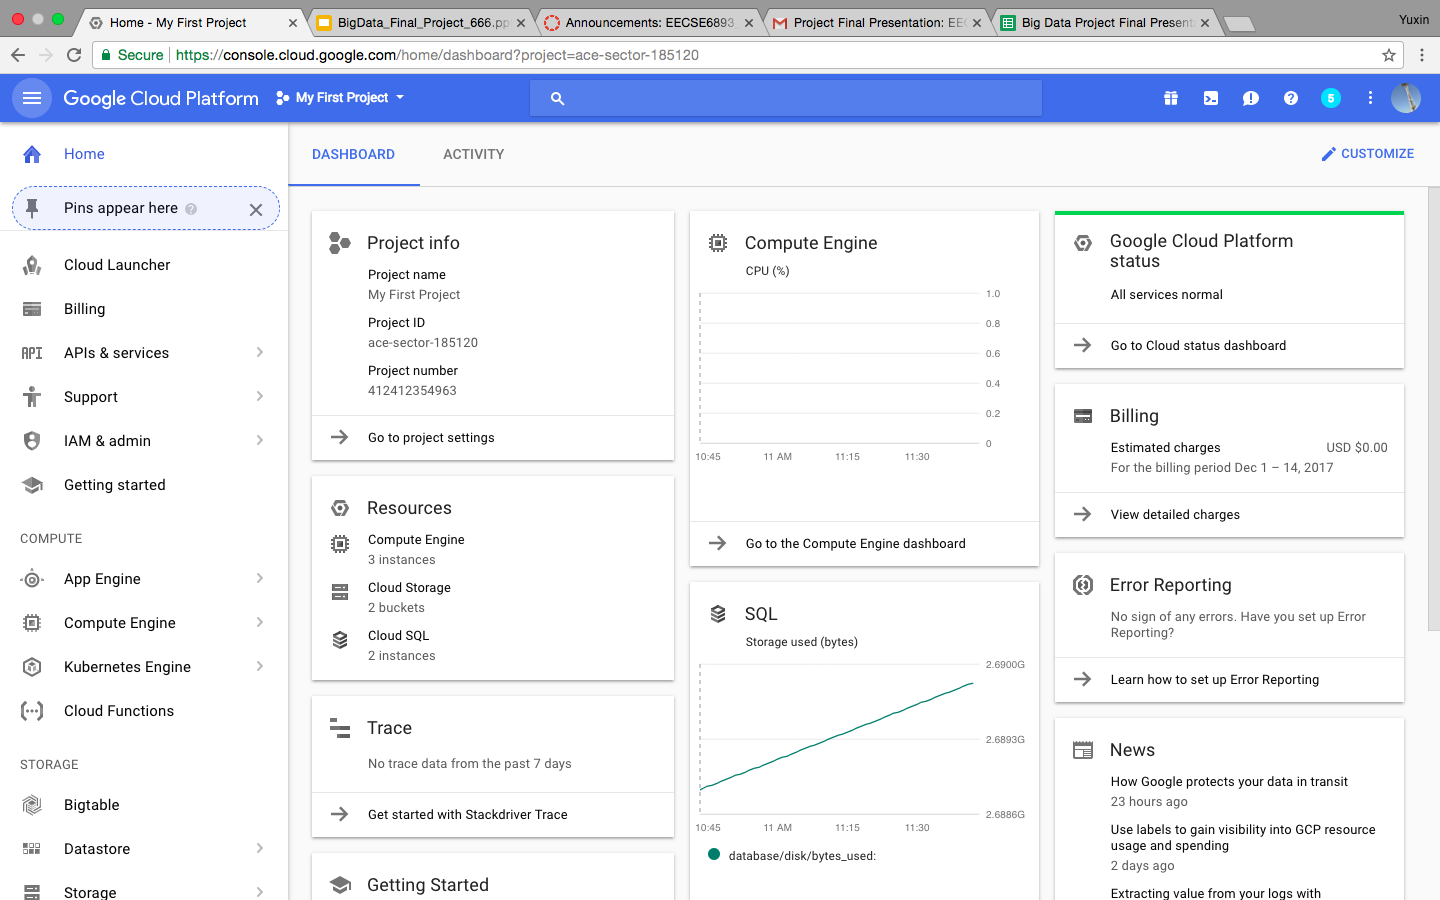 Home - My First Project
BigData_Final_Project_666.pp
Announcements: EECSE6893
Project Final Presentation: EE
Big Data Project Final Present
Yuxin
Secure
https://console.cloud.google.com/home/dashboard?project=ace-sector-185120
Google Cloud Platform
My First Project
5
Home
Pins appear here
Cloud Launcher
Billing
API
APIs & services
Support
IAM & admin
Getting started
COMPUTE
App Engine
Compute Engine
Kubernetes Engine
Cloud Functions
STORAGE
Bigtable
Datastore
Storage
DASHBOARD
ACTIVITY
CUSTOMIZE
Project info
Project name
My First Project
Project ID
ace-sector-185120
Project number
412412354963
Go to project settings
Resources
Compute Engine
3 instances
Cloud Storage
2 buckets
Cloud SQL
2 instances
Trace
No trace data from the past 7 days
Get started with Stackdriver Trace
Getting Started
Compute Engine
CPU (%)
1.0
0.8
0.6
0.4
0.2
0
10:45
11 AM
11:15
11:30
Go to the Compute Engine dashboard
SQL
Storage used (bytes)
2.6900G
2.6893G
2.6886G
10:45
11 AM
11:15
11:30
database/disk/bytes_used:
Google Cloud Platform
status
All services normal
Go to Cloud status dashboard
Billing
Estimated charges USD $0.00
For the billing period Dec 1 – 14, 2017
View detailed charges
Error Reporting
No sign of any errors. Have you set up Error
Reporting?
Learn how to set up Error Reporting
News
How Google protects your data in transit
23 hours ago
Use labels to gain visibility into GCP resource
usage and spending
2 days ago
Extracting value from your logs with